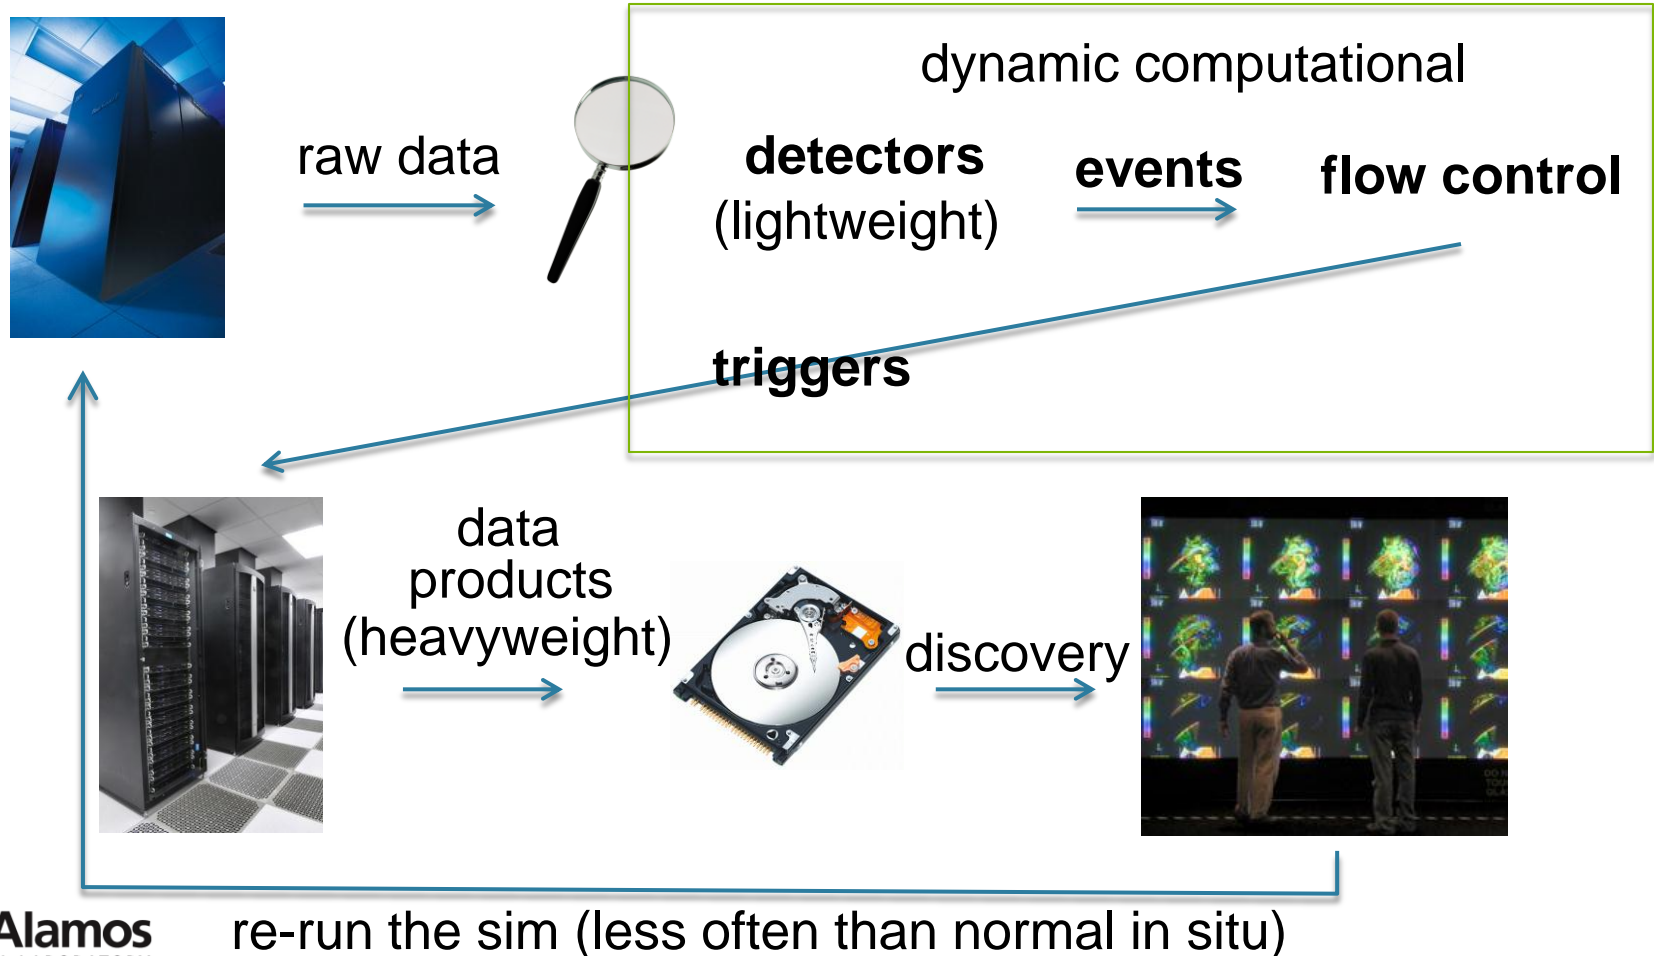 dynamic computational
raw data
detectors
(lightweight)
events
flow control
triggers
data
products
(heavyweight)
discovery
re-run the sim (less often than normal in situ)
Alamos